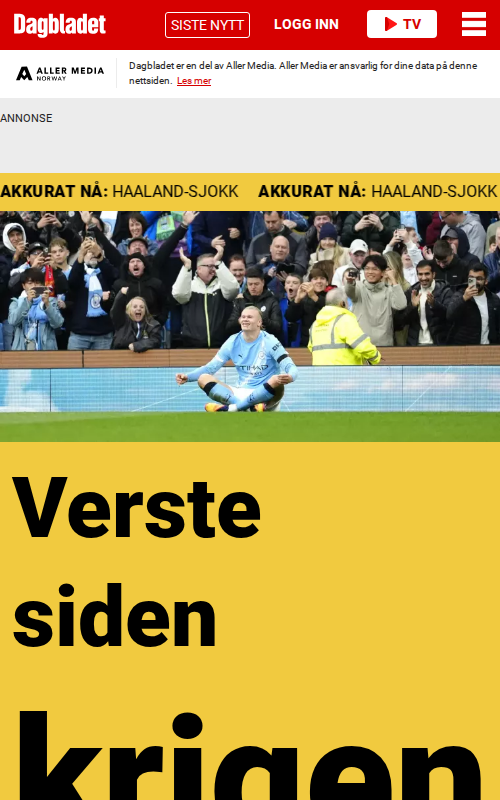 Dagbladet
SISTE NYTT
LOGG INN
TV
ALLER MEDIA
NORWAY
Dagbladet er en del av Aller Media. Aller Media er ansvarlig for dine data på denne
nettsiden. Les mer
ANNONSE
AKKURAT NÅ: HAALAND-SJOKK AKKURAT NÅ: HAALAND-SJOKK
ETIHAD
Verste
siden
krigen